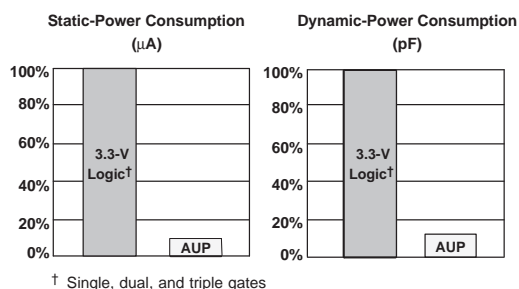 Static-Power Consumption
(μA)
100%
80%
60%
40%
20%
0%
3.3-V
Logic†
AUP
Dynamic-Power Consumption
(pF)
100%
80%
60%
40%
20%
0%
3.3-V
Logic†
AUP
† Single, dual, and triple gates